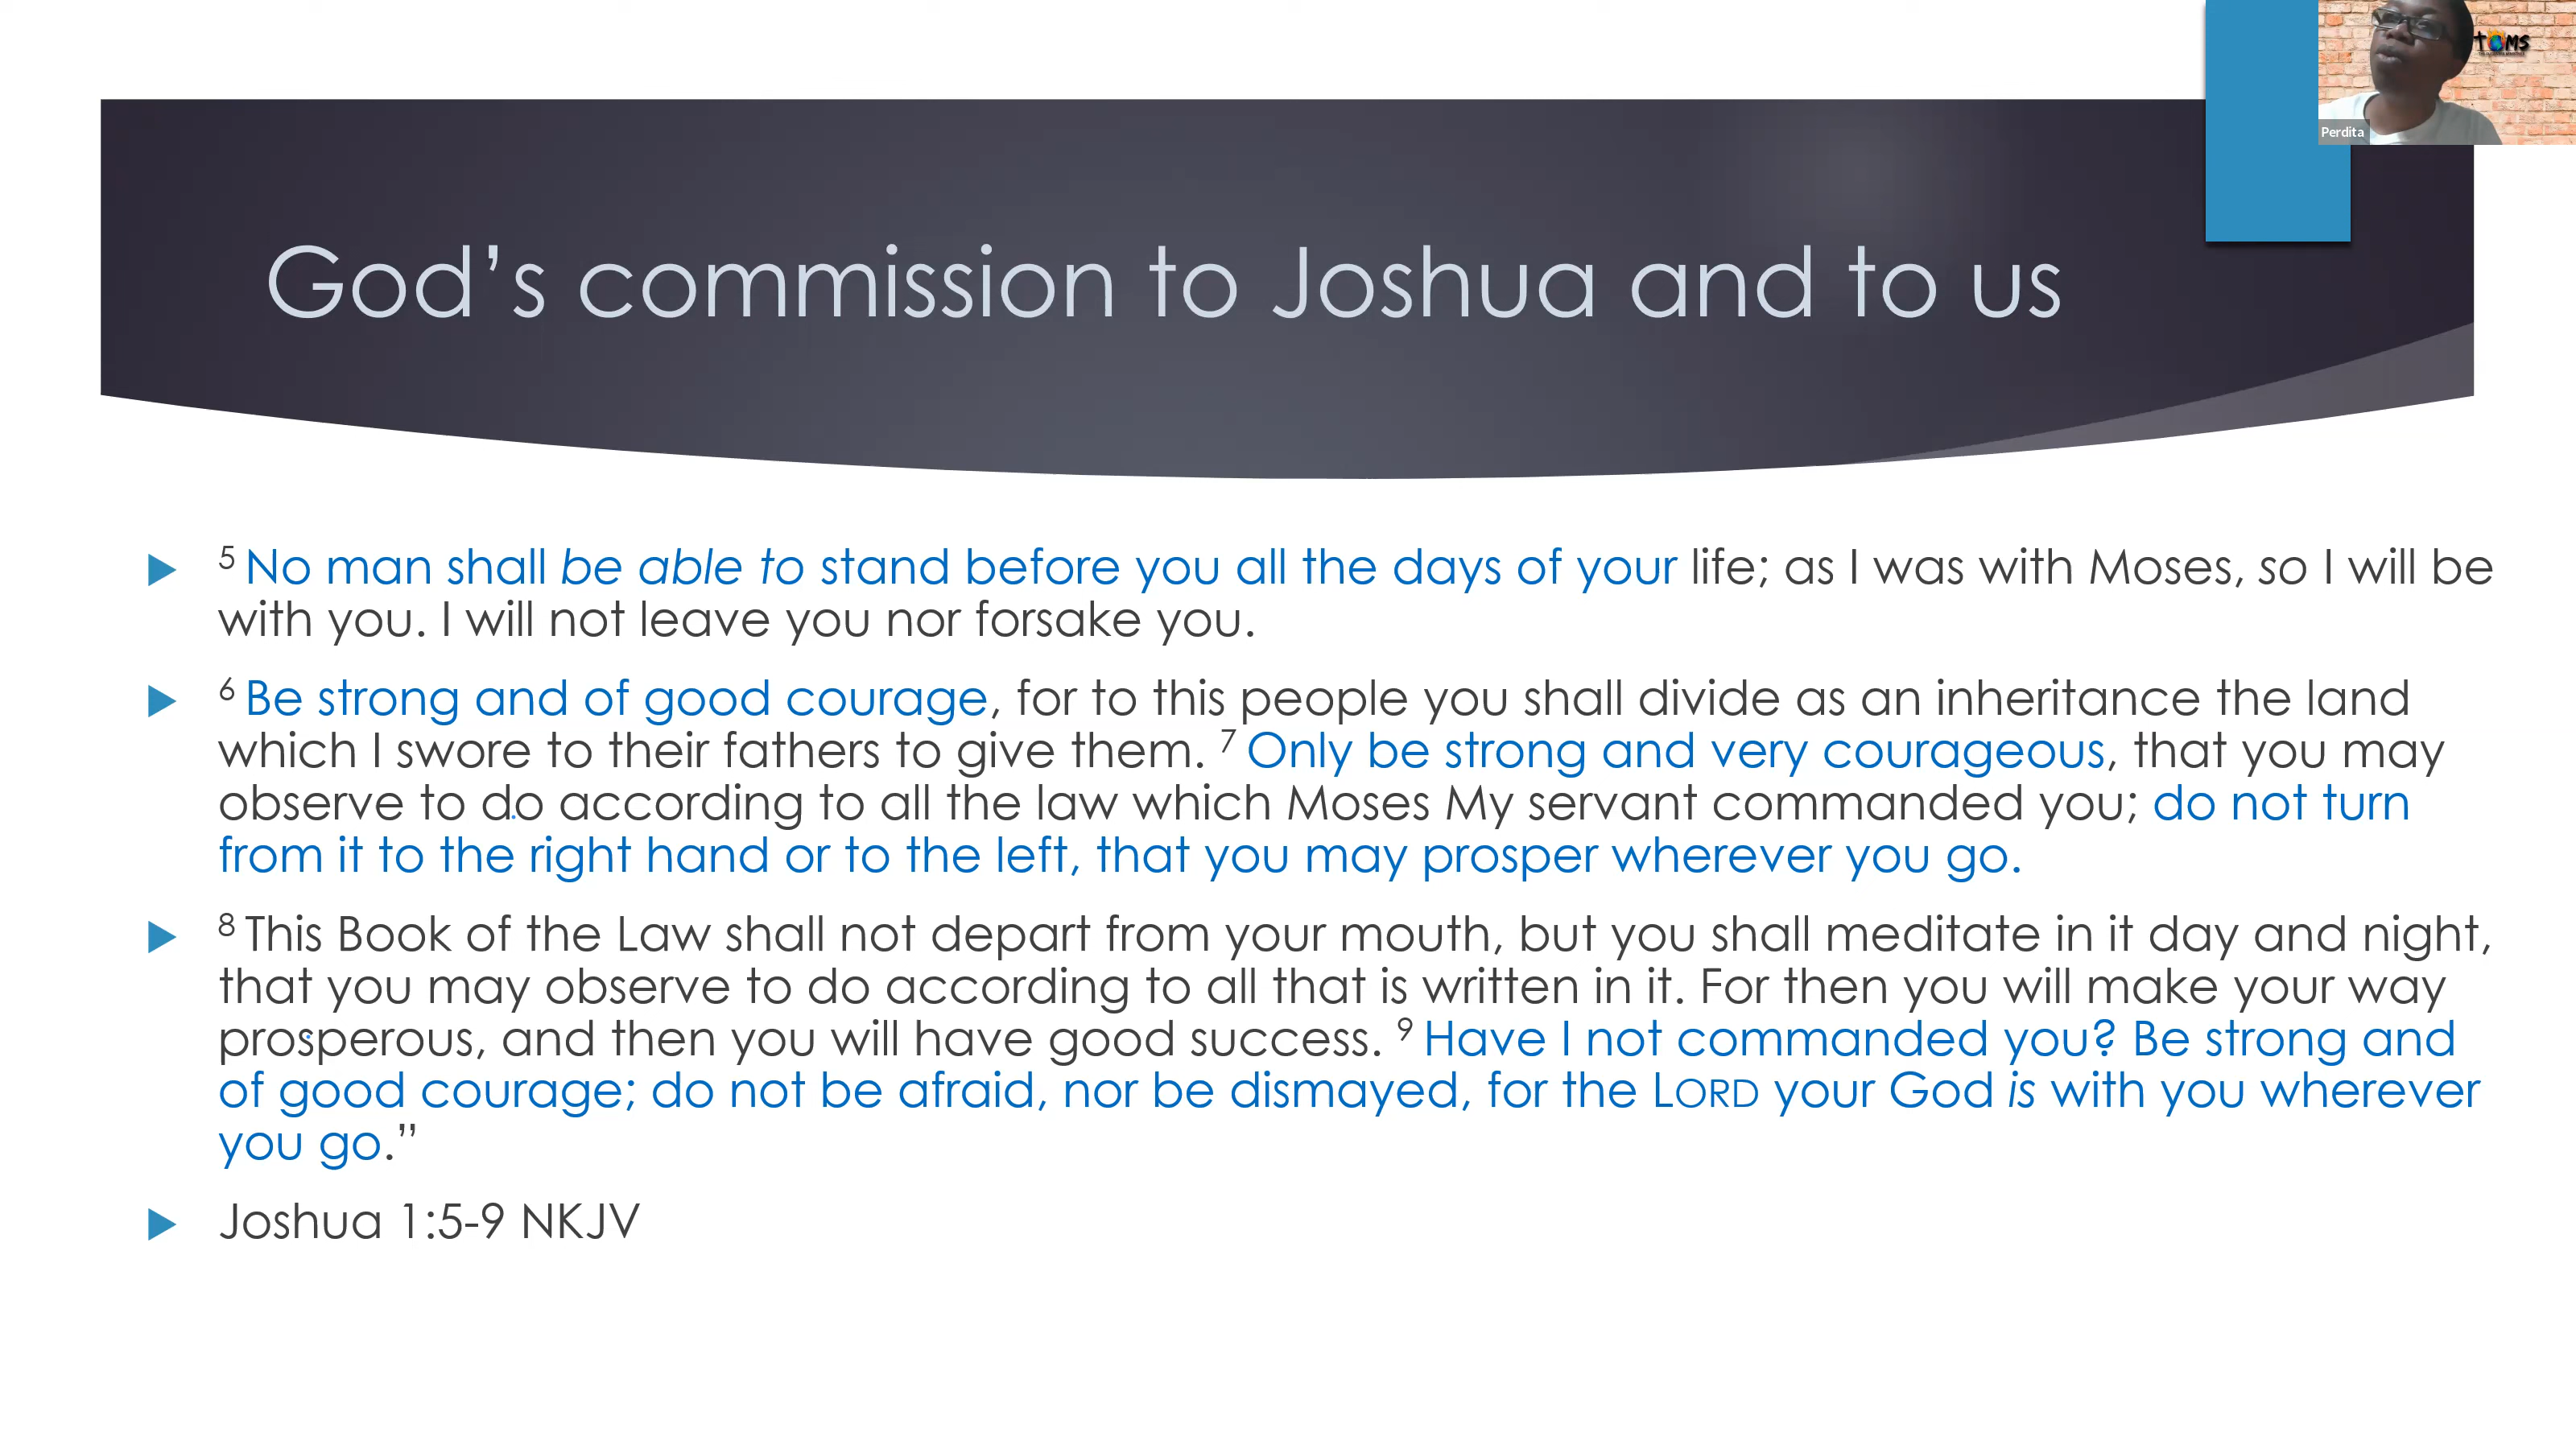 TOMS
Perdita
God’s commission to Joshua and to us
5 No man shall be able to stand before you all the days of your life; as I was with Moses, so I will be
with you. I will not leave you nor forsake you.
6 Be strong and of good courage, for to this people you shall divide as an inheritance the land
which I swore to their fathers to give them. 7 Only be strong and very courageous, that you may
observe to do according to all the law which Moses My servant commanded you; do not turn
from it to the right hand or to the left, that you may prosper wherever you go.
8 This Book of the Law shall not depart from your mouth, but you shall meditate in it day and night,
that you may observe to do according to all that is written in it. For then you will make your way
prosperous, and then you will have good success. 9 Have I not commanded you? Be strong and
of good courage; do not be afraid, nor be dismayed, for the LORD your God is with you wherever
you go.”
Joshua 1:5-9 NKJV